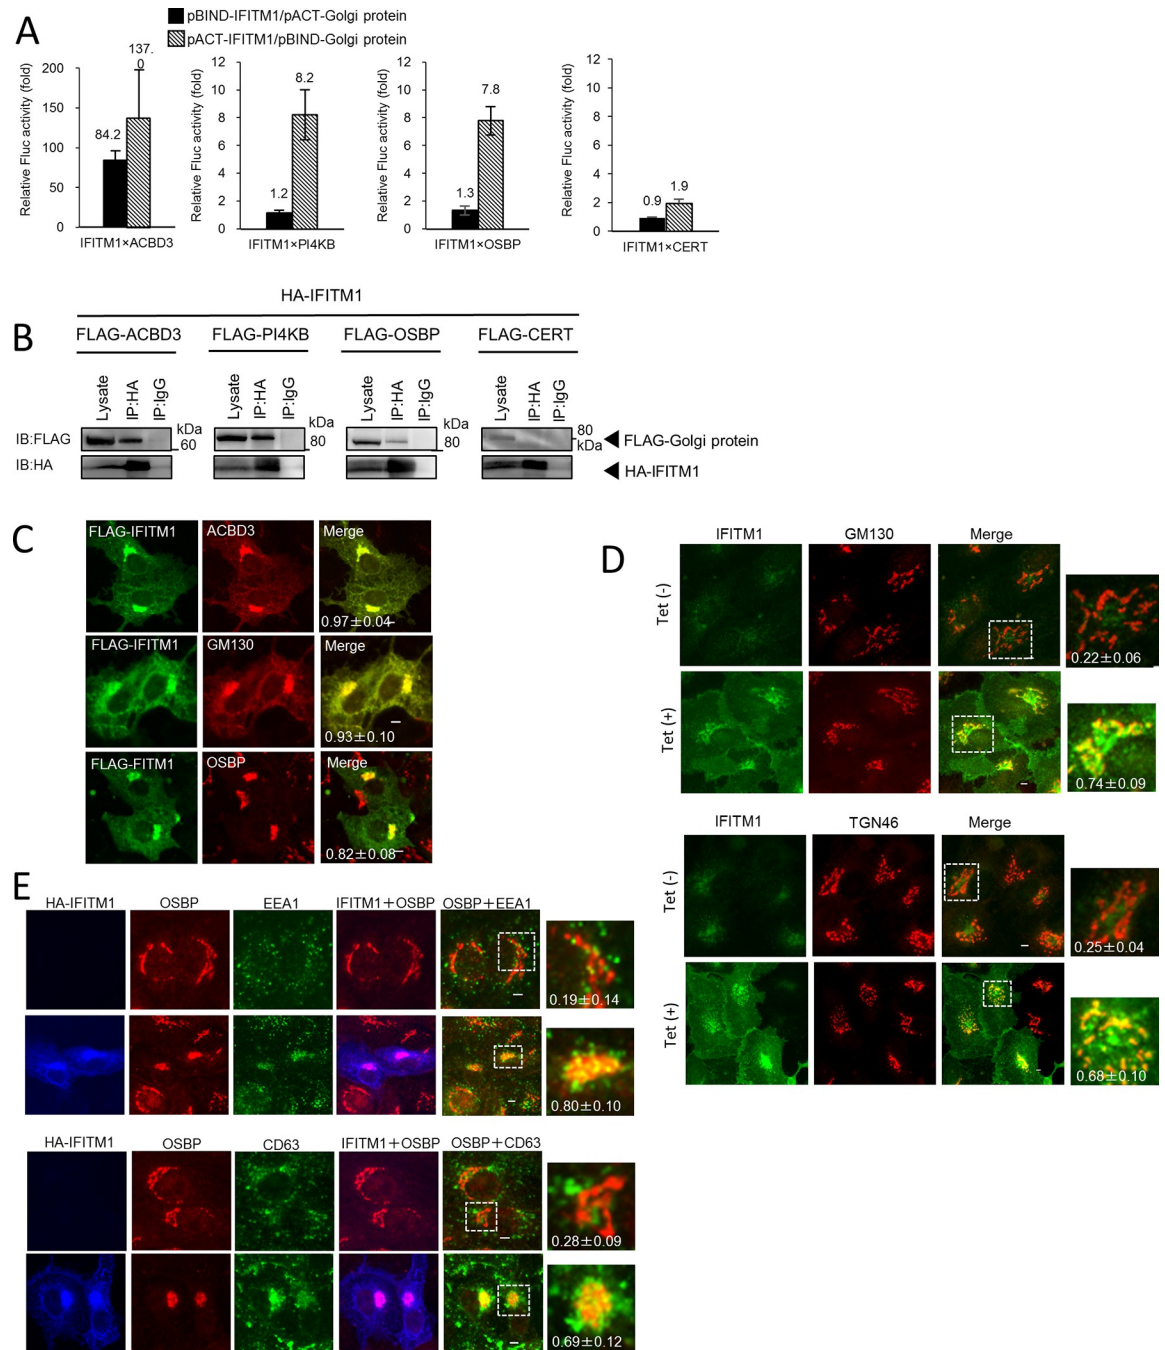 A
pBIND-IFITM1/pACT-Golgi protein
pACT-IFITM1/pBIND-Golgi protein
Relative Fluc activity (fold)
200
150
100
50
0
84.2
137.0
IFITM1×ACBD3
Relative Fluc activity (fold)
12
10
8
6
4
2
0
1.2
8.2
IFITM1×PI4KB
Relative Fluc activity (fold)
12
10
8
6
4
2
0
1.3
7.8
IFITM1×OSBP
Relative Fluc activity (fold)
12
10
8
6
4
2
0
0.9
1.9
IFITM1×CERT
B
HA-IFITM1
FLAG-ACBD3 FLAG-PI4KB FLAG-OSBP FLAG-CERT
Lysate IP:HA IP:IgG Lysate IP:HA IP:IgG Lysate IP:HA IP:IgG Lysate IP:HA IP:IgG
IB:FLAG kDa 60 kDa 80 kDa 80 80 kDa FLAG-Golgi protein
IB:HA HA-IFITM1
C
FLAG-IFITM1 ACBD3 Merge
0.97±0.04
FLAG-IFITM1 GM130 Merge
0.93±0.10
FLAG-FITM1 OSBP Merge
0.82±0.08
D
IFITM1 GM130 Merge
Tet (-)
0.22±0.06
Tet (+)
0.74±0.09
IFITM1 TGN46 Merge
Tet (-)
0.25±0.04
Tet (+)
0.68±0.10
E
HA-IFITM1 OSBP EEA1 IFITM1+OSBP OSBP+EEA1
0.19±0.14
0.80±0.10
HA-IFITM1 OSBP CD63 IFITM1+OSBP OSBP+CD63
0.28±0.09
0.69±0.12